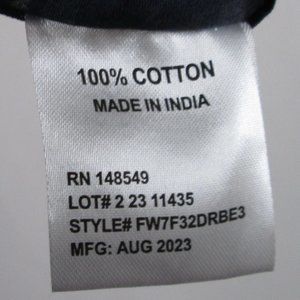 100% COTTON
MADE IN INDIA
RN 148549
LOT# 2 23 11435
STYLE# FW7F32DRBE3
MFG: AUG 2023